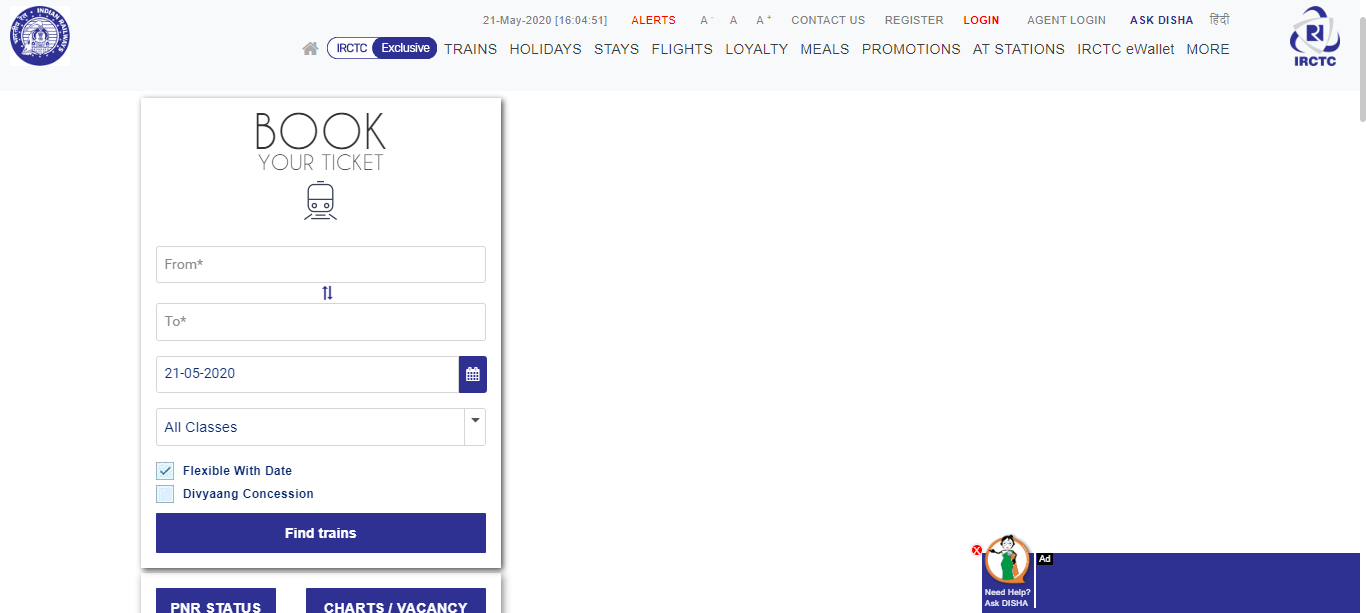 21-May-2020 [16:04:51] ALERTS A- A A+ CONTACT US REGISTER LOGIN AGENT LOGIN ASK DISHA हिंदी
IRCTC Exclusive TRAINS HOLIDAYS STAYS FLIGHTS LOYALTY MEALS PROMOTIONS AT STATIONS IRCTC eWallet MORE
INDIAN RAILWAYS
भारतीय रेल
IRCTC
BOOK
YOUR TICKET
From*
To*
21-05-2020
All Classes
Flexible With Date
Divyaang Concession
Find trains
PNR STATUS
CHARTS / VACANCY
Ad
Need Help?
Ask DISHA